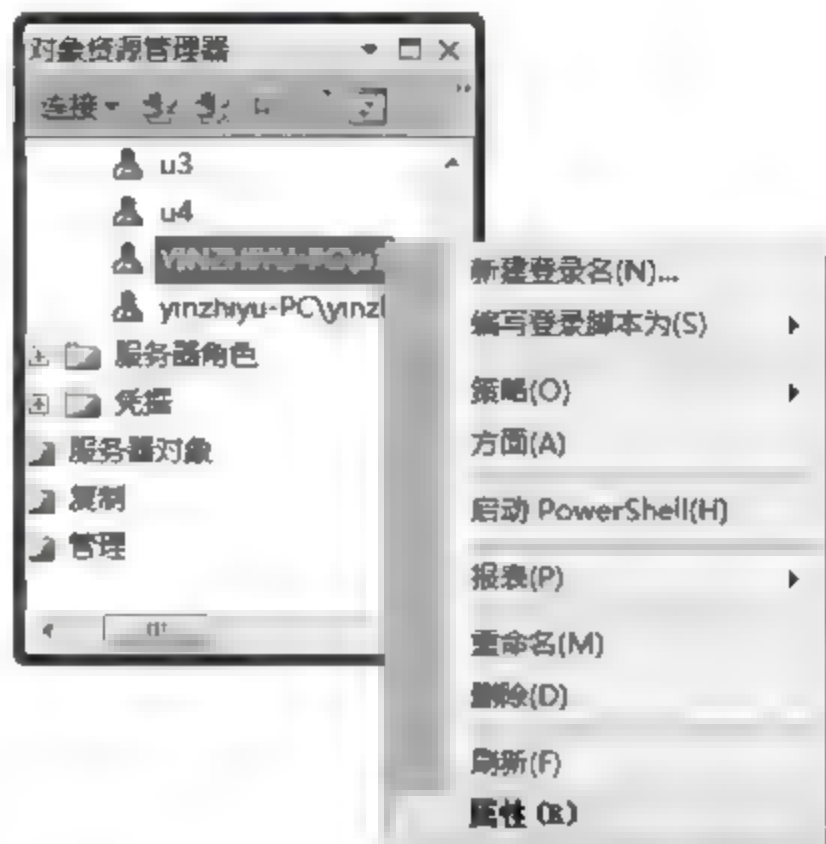 对象资源管理器
连接
u3
u4
yinzhiyu-PC\yinzl
服务器角色
凭据
服务器对象
复制
管理
新建登录名(N)...
编写登录脚本为(S)
策略(O)
方面(A)
启动 PowerShell(H)
报表(P)
重命名(M)
删除(D)
刷新(F)
属性(R)